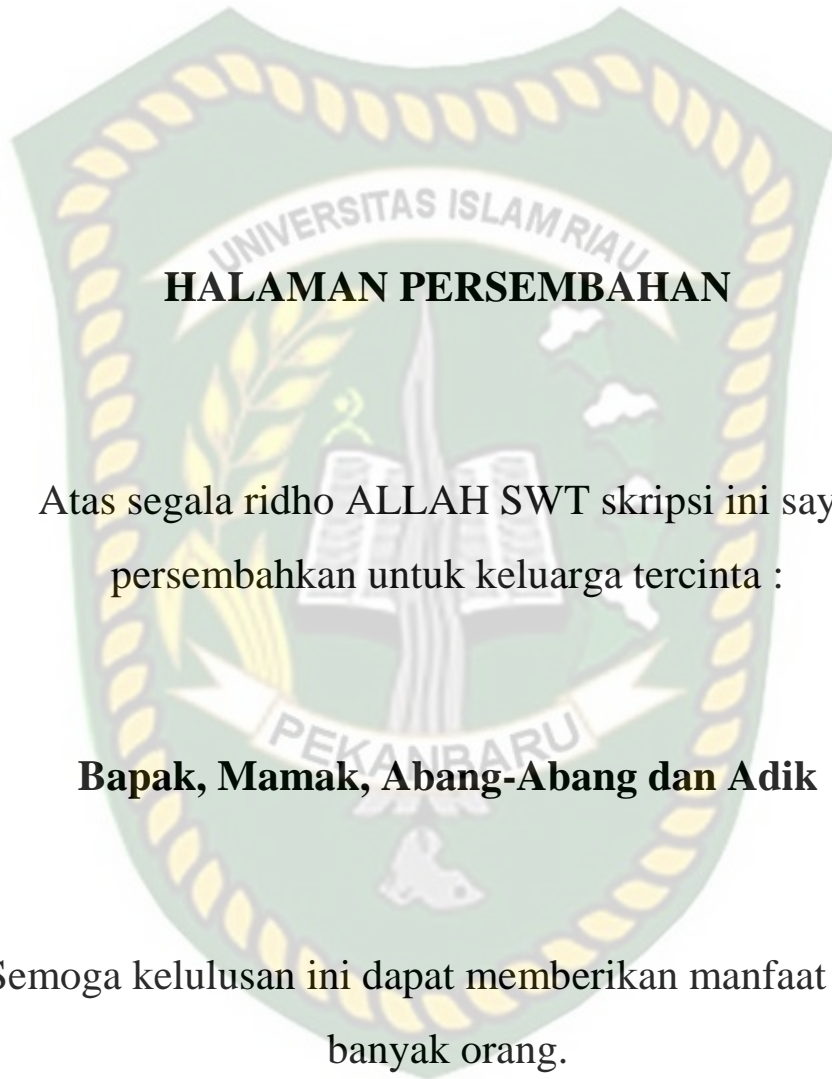 UNIVERSITAS ISLAM RIAU
HALAMAN PERSEMBAHAN
Atas segala ridho ALLAH SWT skripsi ini say
persembahkan untuk keluarga tercinta :
PEKANBARU
Bapak, Mamak, Abang-Abang dan Adik
Semoga kelulusan ini dapat memberikan manfaat
banyak orang.